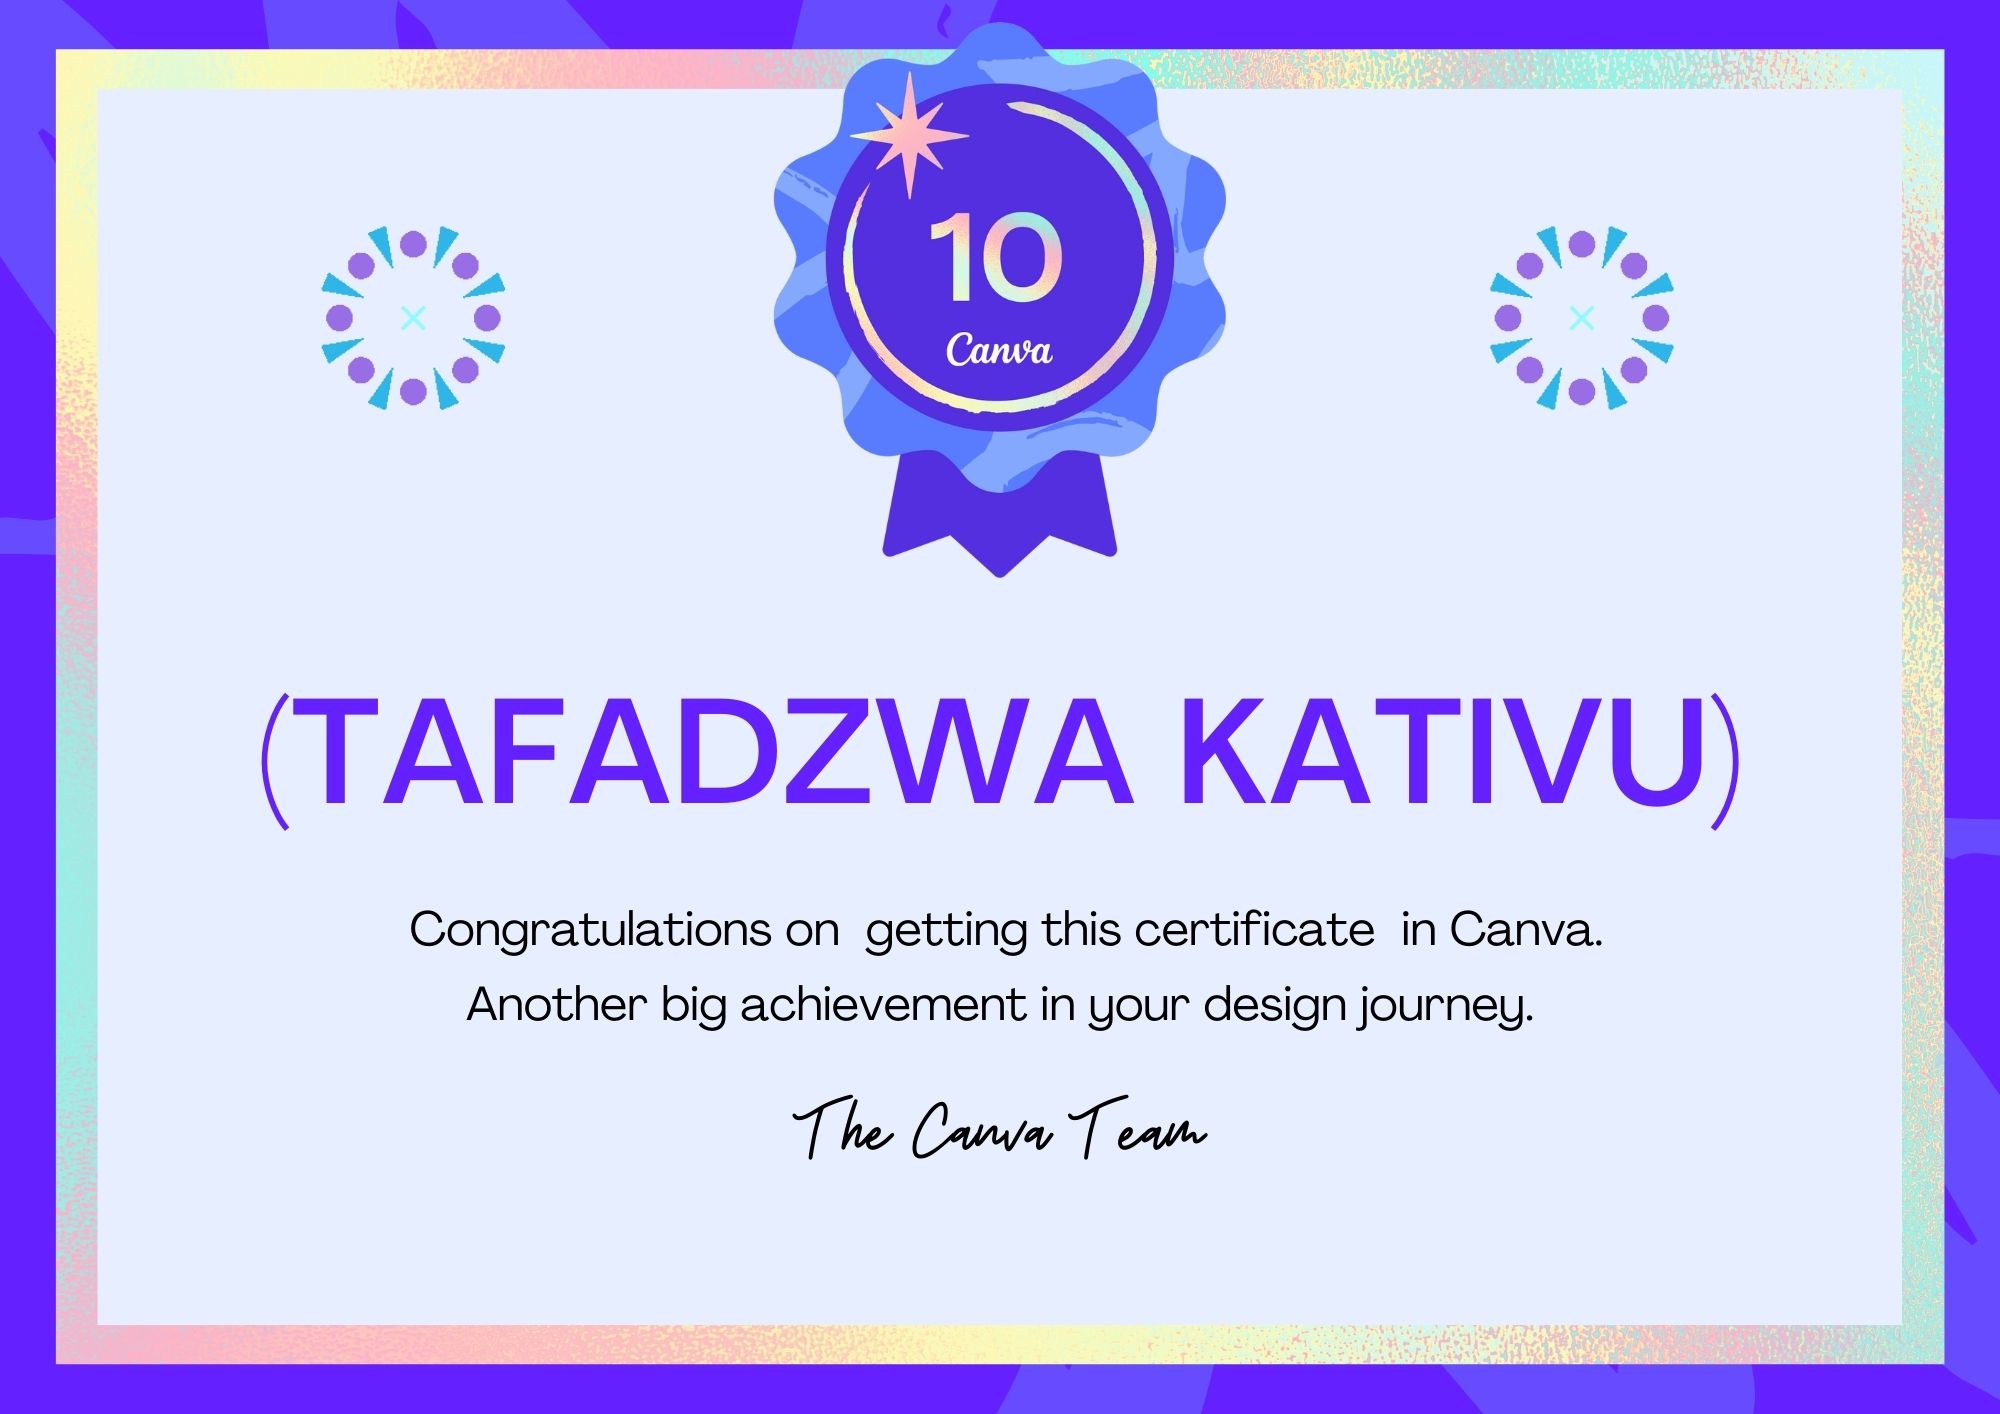 10
Canva
(TAFADZWA KATIVU)
Congratulations on  getting this certificate  in Canva.
Another big achievement in your design journey.
The Canva Team